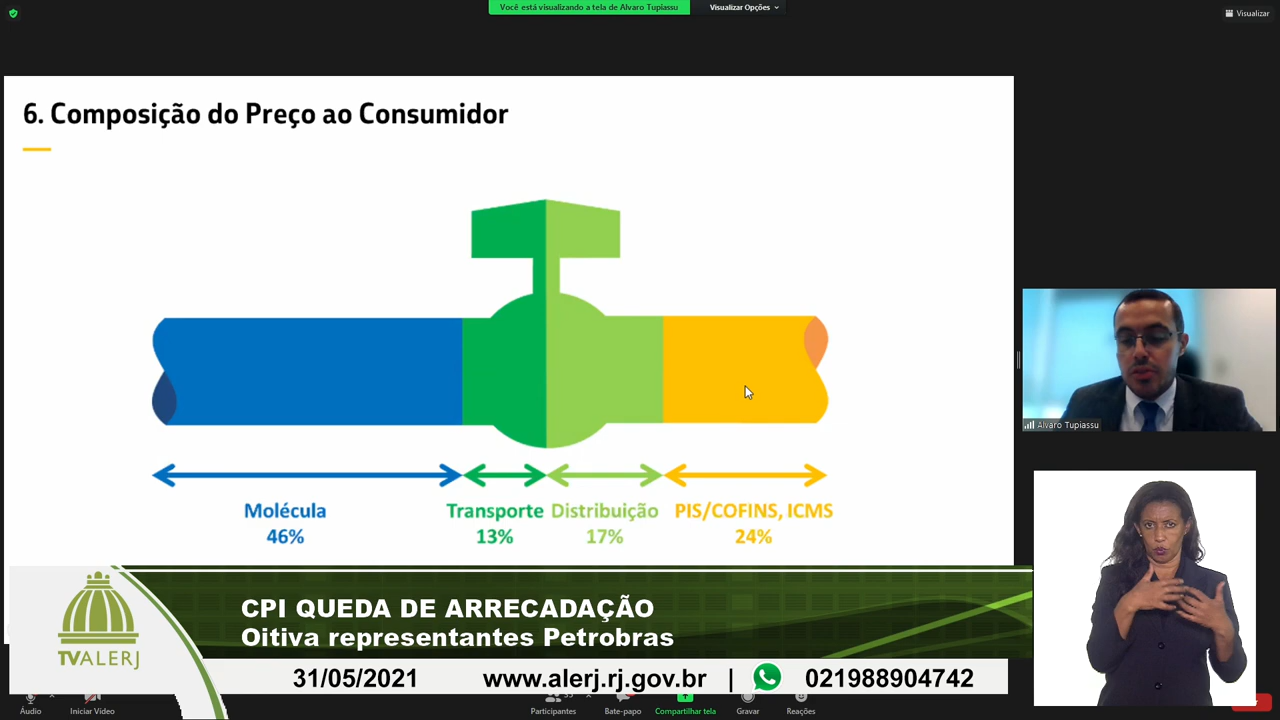 Você está visualizando a tela de Alvaro Tupiassu
Visualizar Opções
Visualizar
6. Composição do Preço ao Consumidor
Molécula
46%
Transporte
13%
Distribuição
17%
PIS/COFINS, ICMS
24%
Alvaro Tupiassu
TVALERJ
CPI QUEDA DE ARRECADAÇÃO
Oitiva representantes Petrobras
31/05/2021 www.alerj.rj.gov.br | 021988904742
Áudio
Iniciar Vídeo
Participantes
Bate-papo
Compartilhar tela
Gravar
Reações